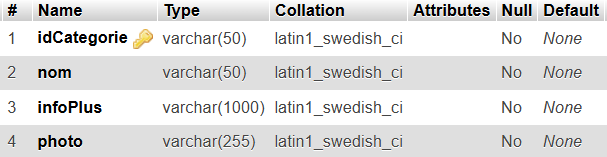 # Name Type Collation Attributes Null Default
1 idCategorie varchar(50) latin1_swedish_ci No None
2 nom varchar(50) latin1_swedish_ci No None
3 infoPlus varchar(1000) latin1_swedish_ci No None
4 photo varchar(255) latin1_swedish_ci No None